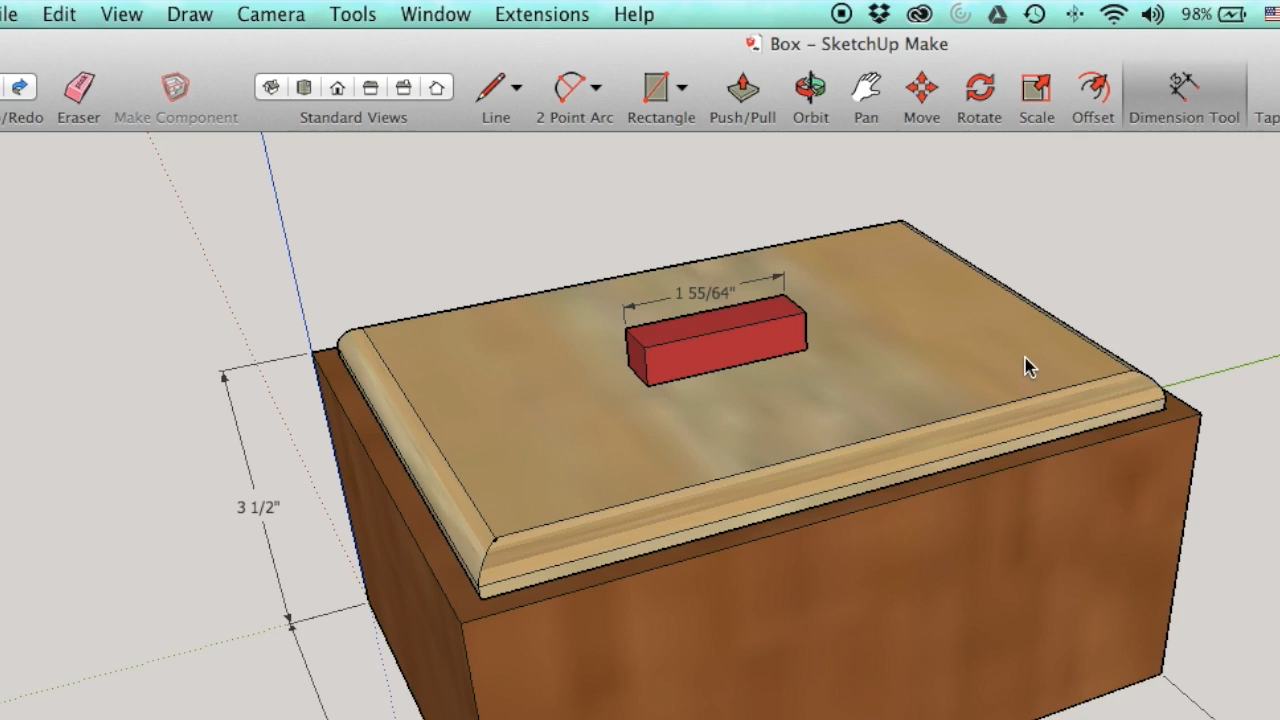 ile Edit View Draw Camera Tools Window Extensions Help 98%
Box - SketchUp Make
/Redo Eraser Make Component Standard Views Line 2 Point Arc Rectangle Push/Pull Orbit Pan Move Rotate Scale Offset Dimension Tool Tap
1 55/64"
3 1/2"